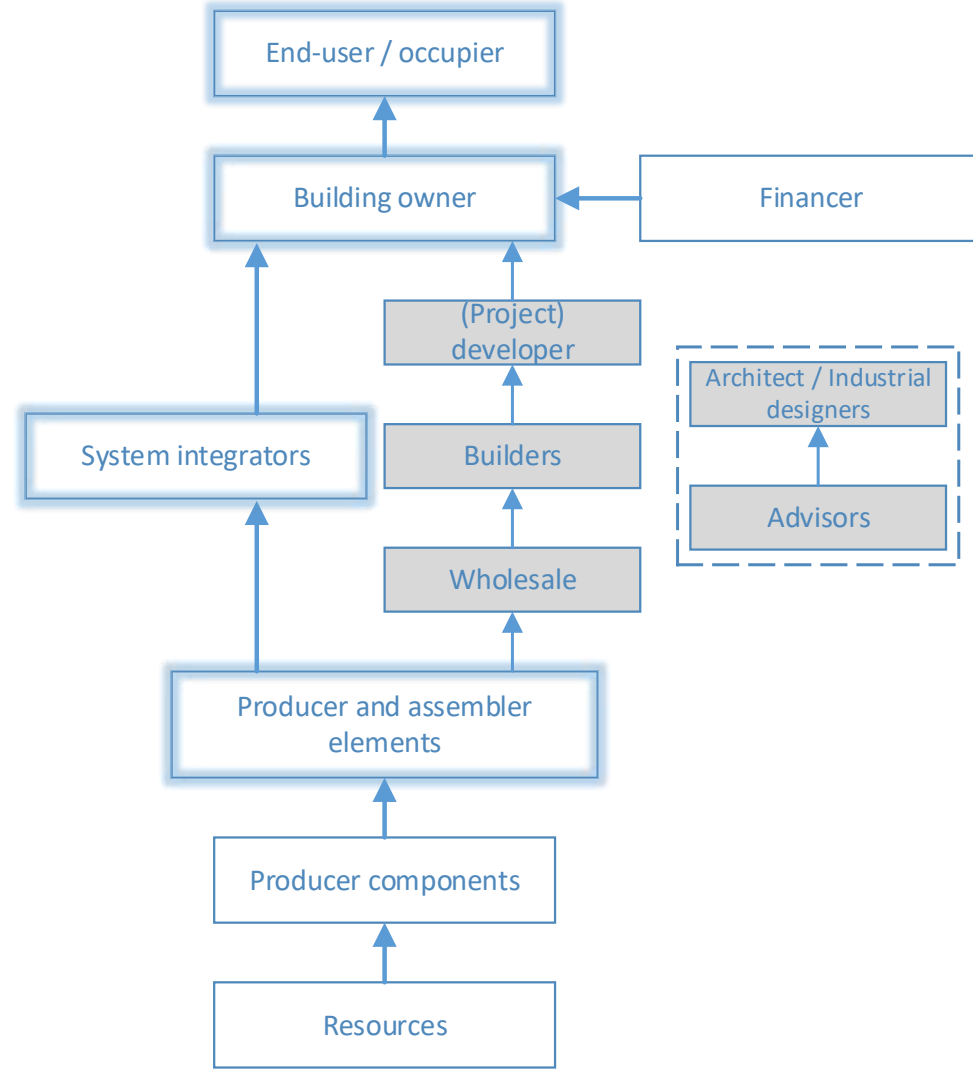 End-user / occupier
Building owner
Financer
(Project)
developer
Architect / Industrial
designers
System integrators
Builders
Advisors
Wholesale
Producer and assembler
elements
Producer components
Resources